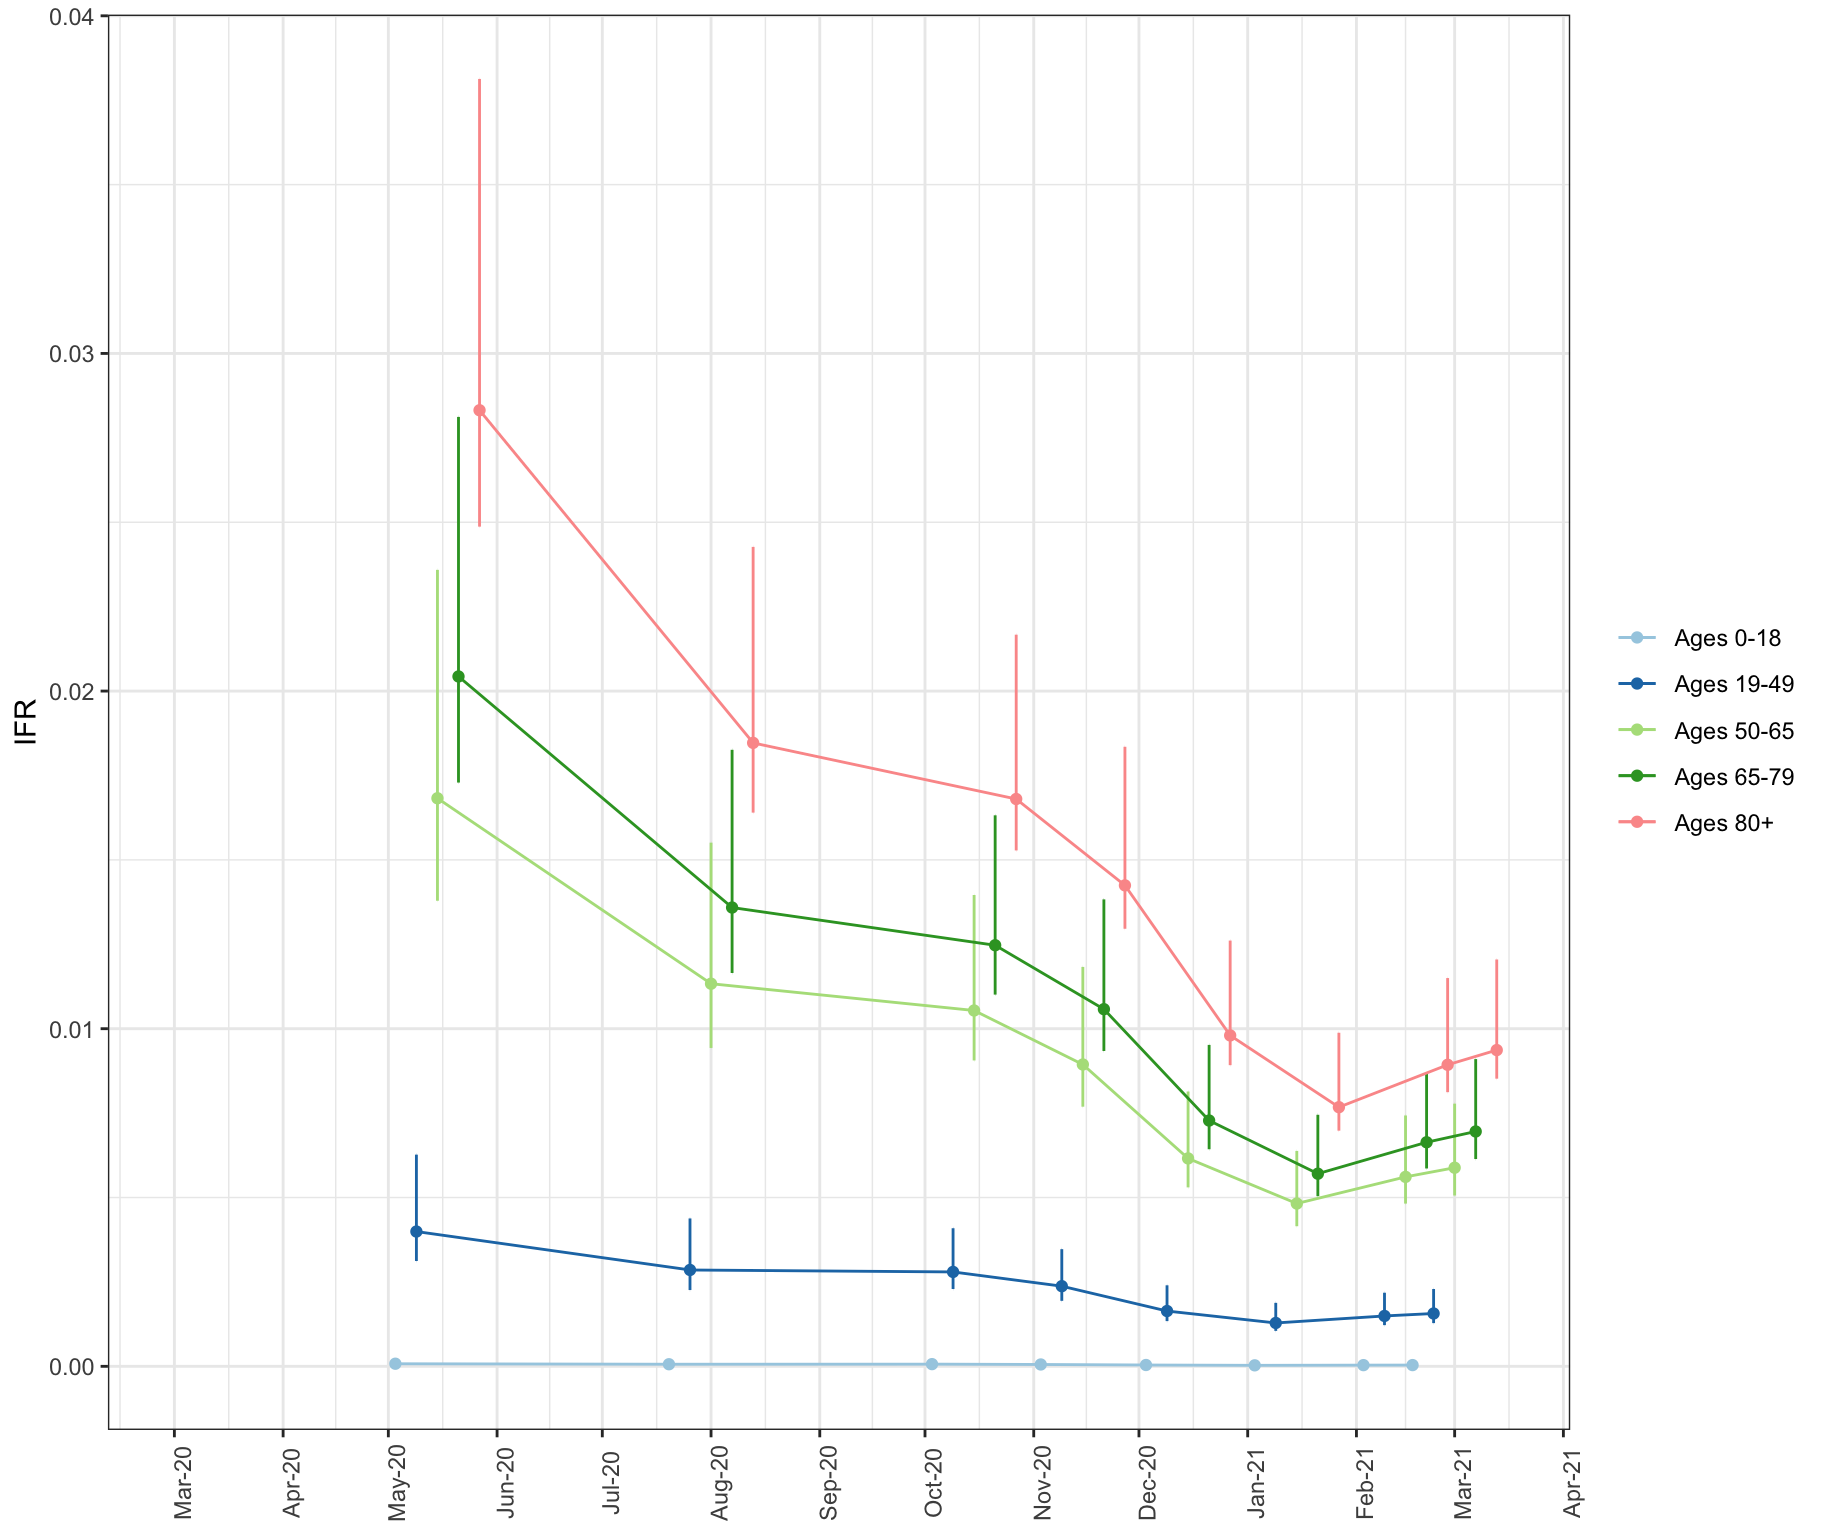 0.04
0.03
0.02
0.01
0.00
IFR
Mar-20
Apr-20
May-20
Jun-20
Jul-20
Aug-20
Sep-20
Oct-20
Nov-20
Dec-20
Jan-21
Feb-21
Mar-21
Apr-21
Ages 0-18
Ages 19-49
Ages 50-65
Ages 65-79
Ages 80+